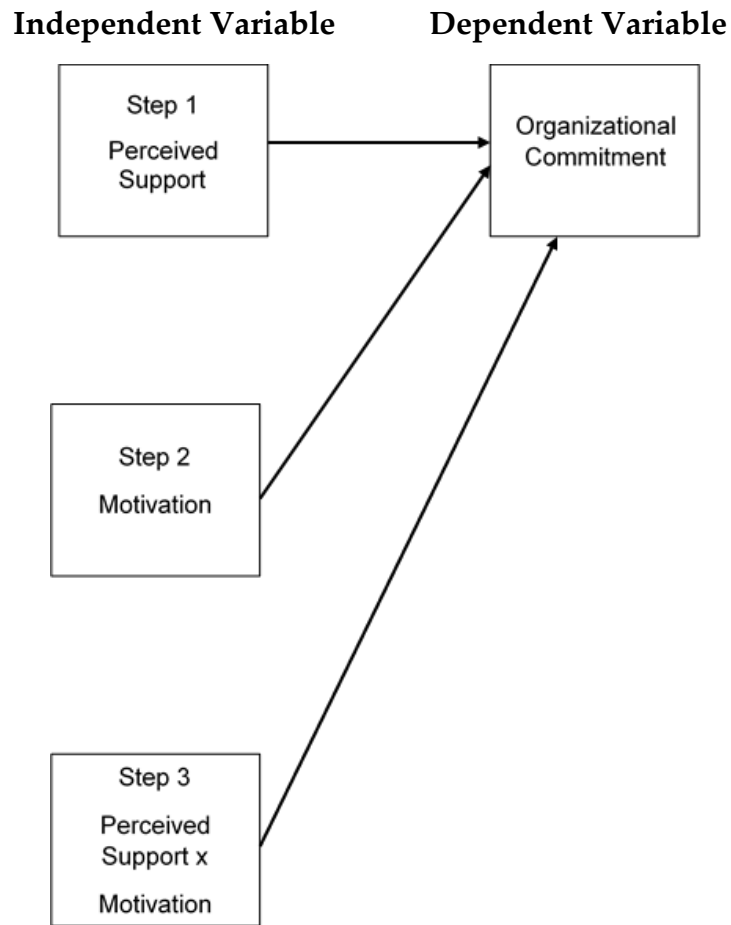 Independent Variable
Dependent Variable
Step 1
Perceived
Support
Organizational
Commitment
Step 2
Motivation
Step 3
Perceived
Support x
Motivation